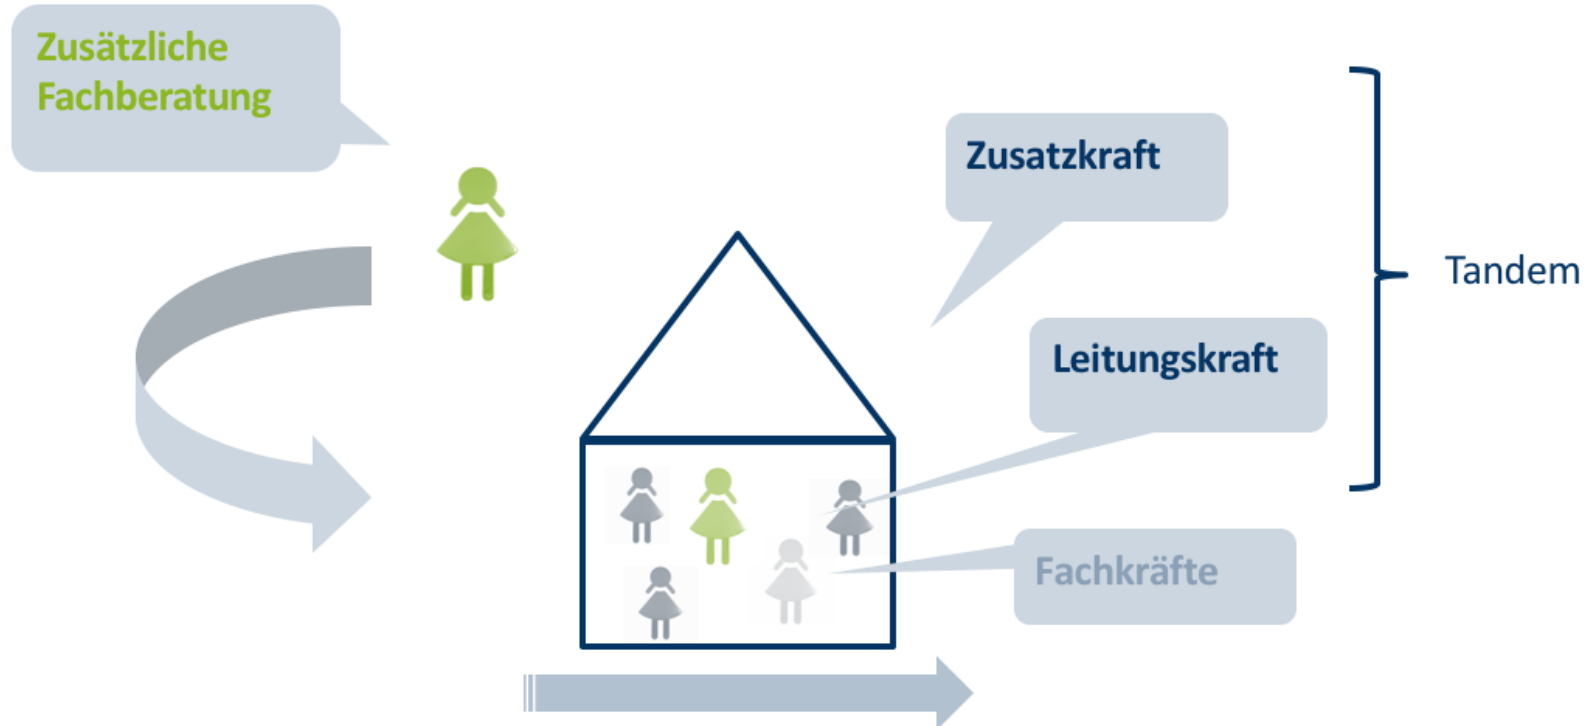 Zusätzliche
Fachberatung
Zusatzkraft
Tandem
Leitungskraft
Fachkräfte